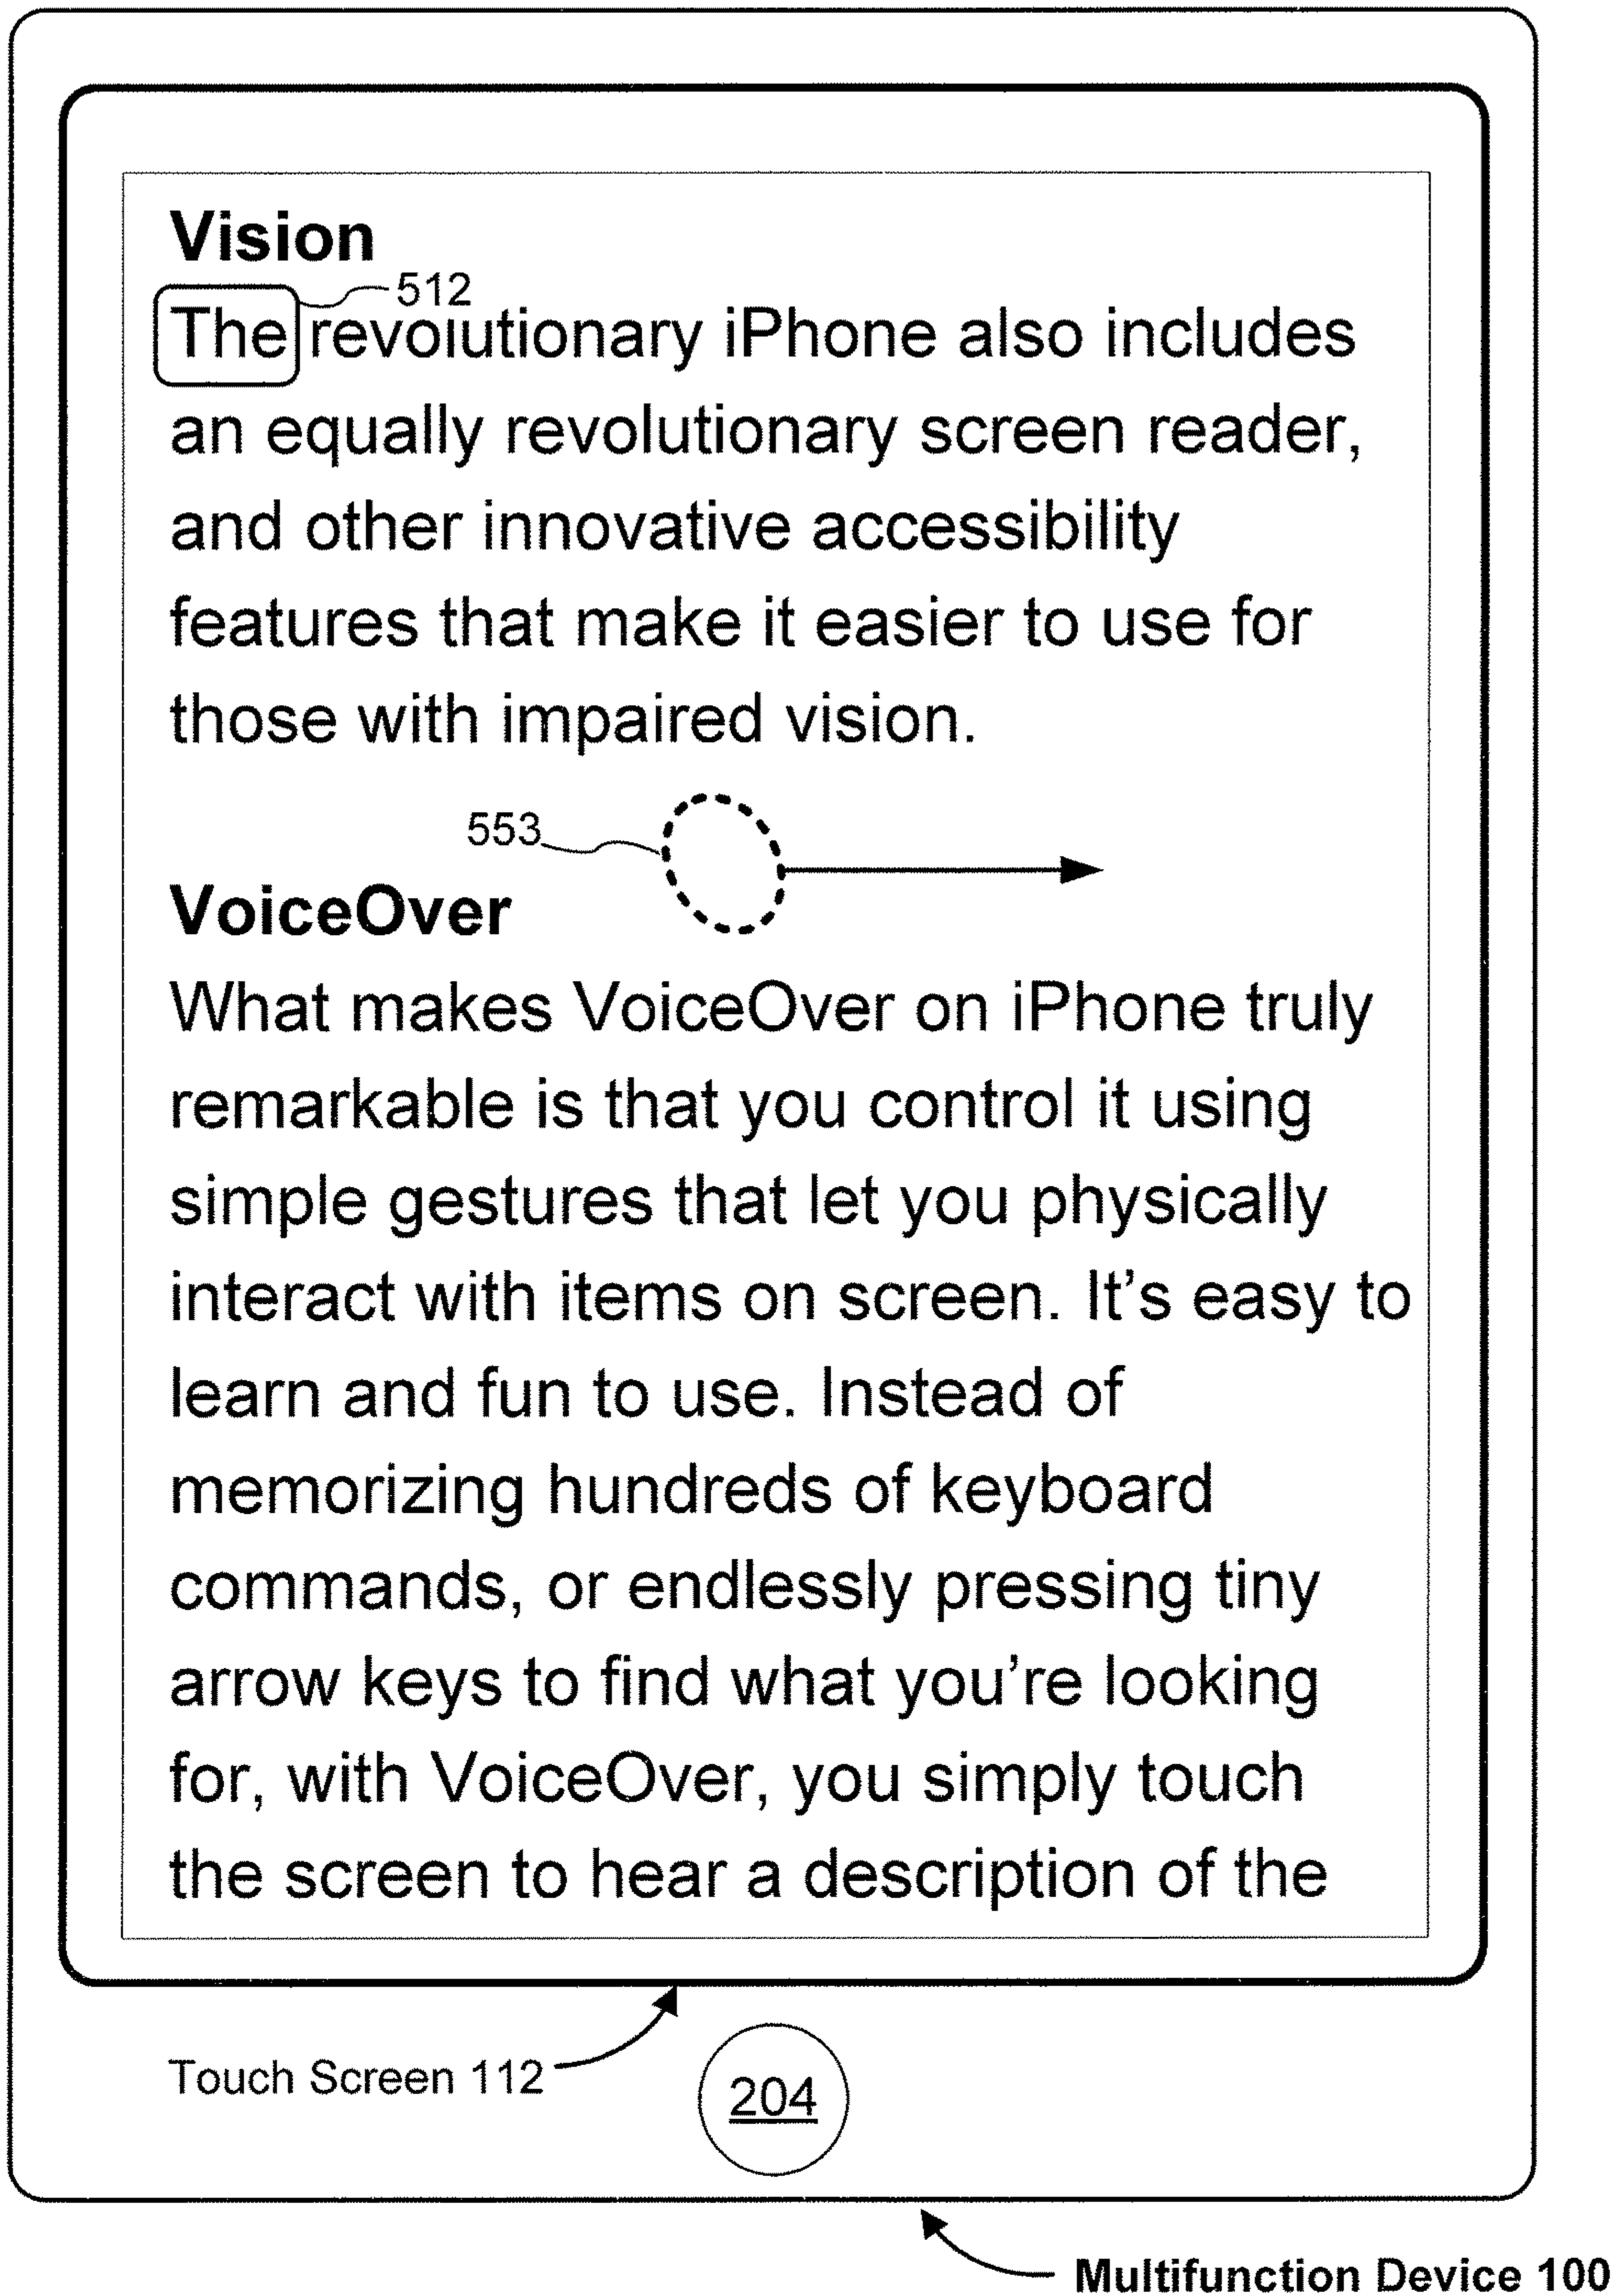 Vision
512
The revolutionary iPhone also includes
an equally revolutionary screen reader,
and other innovative accessibility
features that make it easier to use for
those with impaired vision.
553
VoiceOver
What makes VoiceOver on iPhone truly
remarkable is that you control it using
simple gestures that let you physically
interact with items on screen. It’s easy to
learn and fun to use. Instead of
memorizing hundreds of keyboard
commands, or endlessly pressing tiny
arrow keys to find what you’re looking
for, with VoiceOver, you simply touch
the screen to hear a description of the
Touch Screen 112
204
Multifunction Device 100